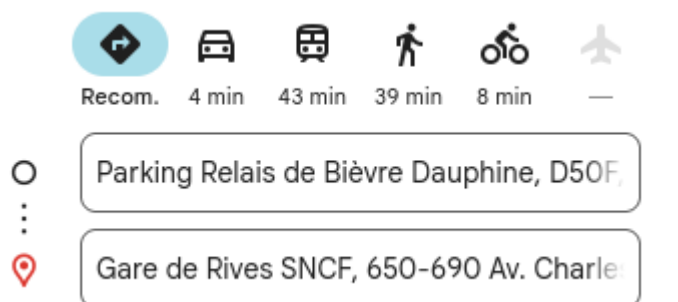 Recom. 4 min 43 min 39 min 8 min —
Parking Relais de Bièvre Dauphine, D50F,
Gare de Rives SNCF, 650-690 Av. Charle